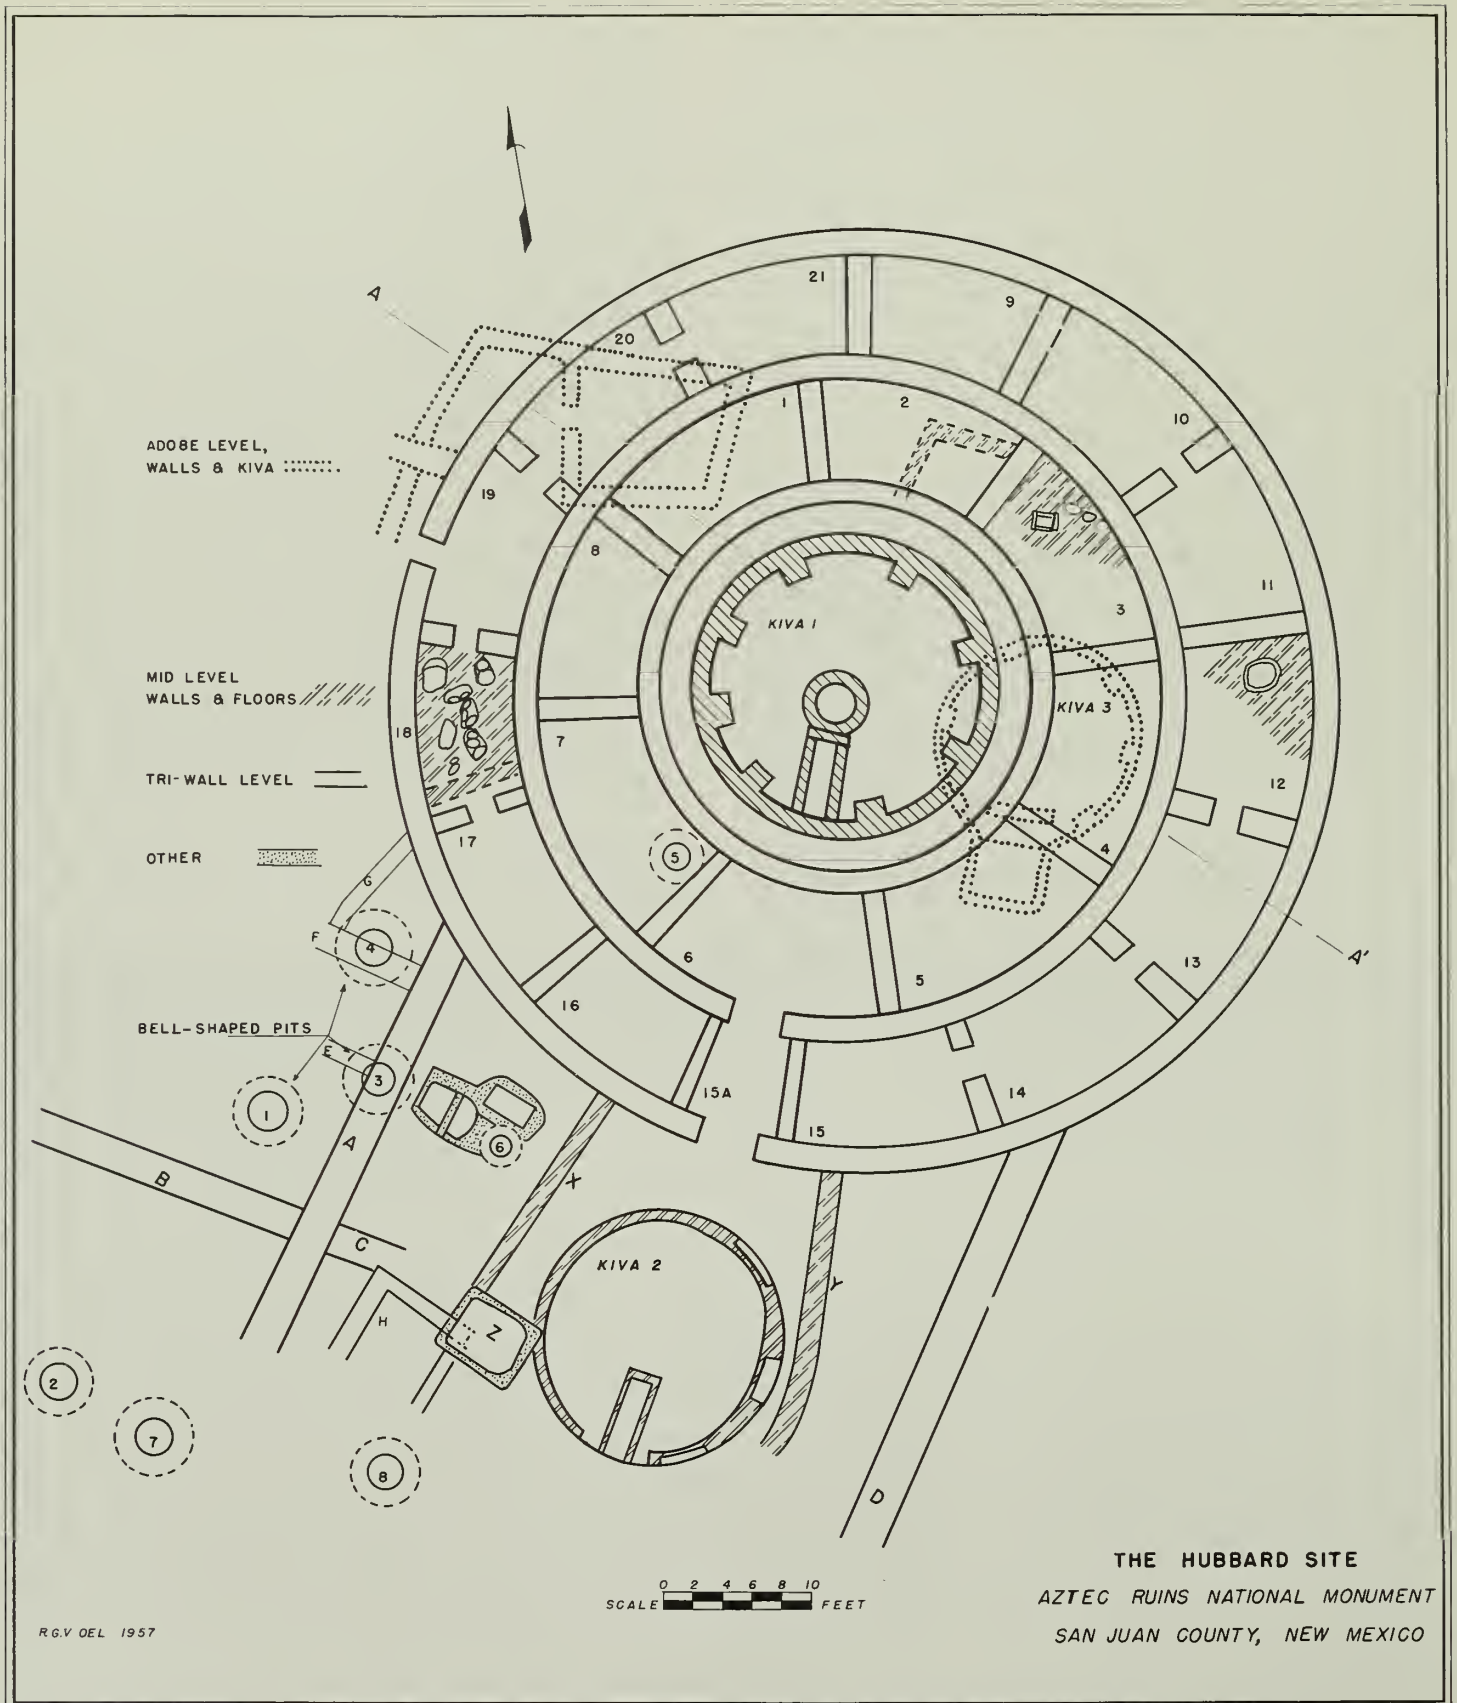 21
9
A
20
10
1
2
ADOBE LEVEL,
WALLS & KIVA
19
8
11
3
KIVA 1
MID LEVEL
WALLS & FLOORS
KIVA 3
18
7
TRI-WALL LEVEL
12
17
4
OTHER
5
G
F
4
6
13
A'
5
16
BELL-SHAPED PITS
E
3
15A
14
1
A
15
6
B
X
C
KIVA 2
Y
H
Z
2
7
8
D
THE HUBBARD SITE
0 2 4 6 8 10
SCALE FEET
AZTEC RUINS NATIONAL MONUMENT
R.G.V OEL 1957
SAN JUAN COUNTY, NEW MEXICO